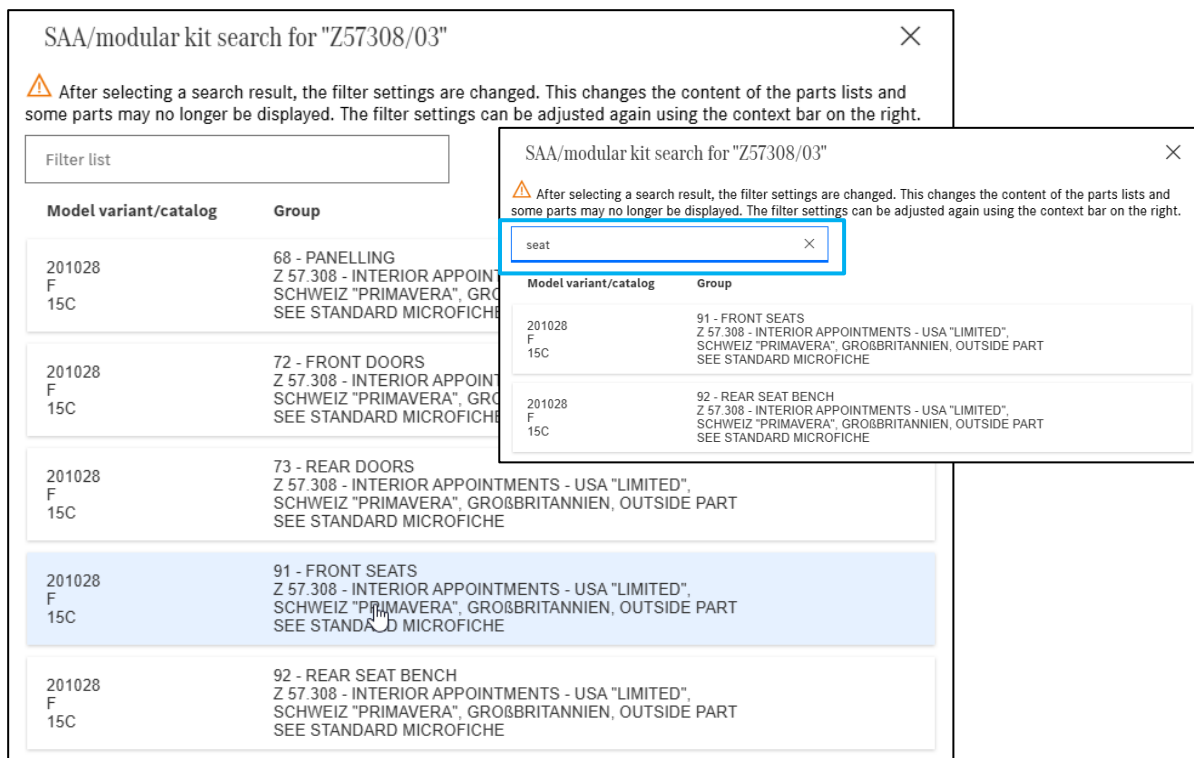 SAA/modular kit search for "Z57308/03"
After selecting a search result, the filter settings are changed. This changes the content of the parts lists and
some parts may no longer be displayed. The filter settings can be adjusted again using the context bar on the right.
Filter list
Model variant/catalog Group
201028
F
15C
68 - PANELLING
Z 57.308 - INTERIOR APPOINT
SCHWEIZ "PRIMAVERA", GRO
SEE STANDARD MICROFICHE
201028
F
15C
72 - FRONT DOORS
Z 57.308 - INTERIOR APPOINT
SCHWEIZ "PRIMAVERA", GRO
SEE STANDARD MICROFICHE
201028
F
15C
73 - REAR DOORS
Z 57.308 - INTERIOR APPOINTMENTS - USA "LIMITED",
SCHWEIZ "PRIMAVERA", GROßBRITANNIEN, OUTSIDE PART
SEE STANDARD MICROFICHE
201028
F
15C
91 - FRONT SEATS
Z 57.308 - INTERIOR APPOINTMENTS - USA "LIMITED",
SCHWEIZ "PRIMAVERA", GROßBRITANNIEN, OUTSIDE PART
SEE STANDARD MICROFICHE
201028
F
15C
92 - REAR SEAT BENCH
Z 57.308 - INTERIOR APPOINTMENTS - USA "LIMITED",
SCHWEIZ "PRIMAVERA", GROßBRITANNIEN, OUTSIDE PART
SEE STANDARD MICROFICHE
SAA/modular kit search for "Z57308/03"
After selecting a search result, the filter settings are changed. This changes the content of the parts lists and
some parts may no longer be displayed. The filter settings can be adjusted again using the context bar on the right.
seat
Model variant/catalog Group
201028
F
15C
91 - FRONT SEATS
Z 57.308 - INTERIOR APPOINTMENTS - USA "LIMITED",
SCHWEIZ "PRIMAVERA", GROßBRITANNIEN, OUTSIDE PART
SEE STANDARD MICROFICHE
201028
F
15C
92 - REAR SEAT BENCH
Z 57.308 - INTERIOR APPOINTMENTS - USA "LIMITED",
SCHWEIZ "PRIMAVERA", GROßBRITANNIEN, OUTSIDE PART
SEE STANDARD MICROFICHE